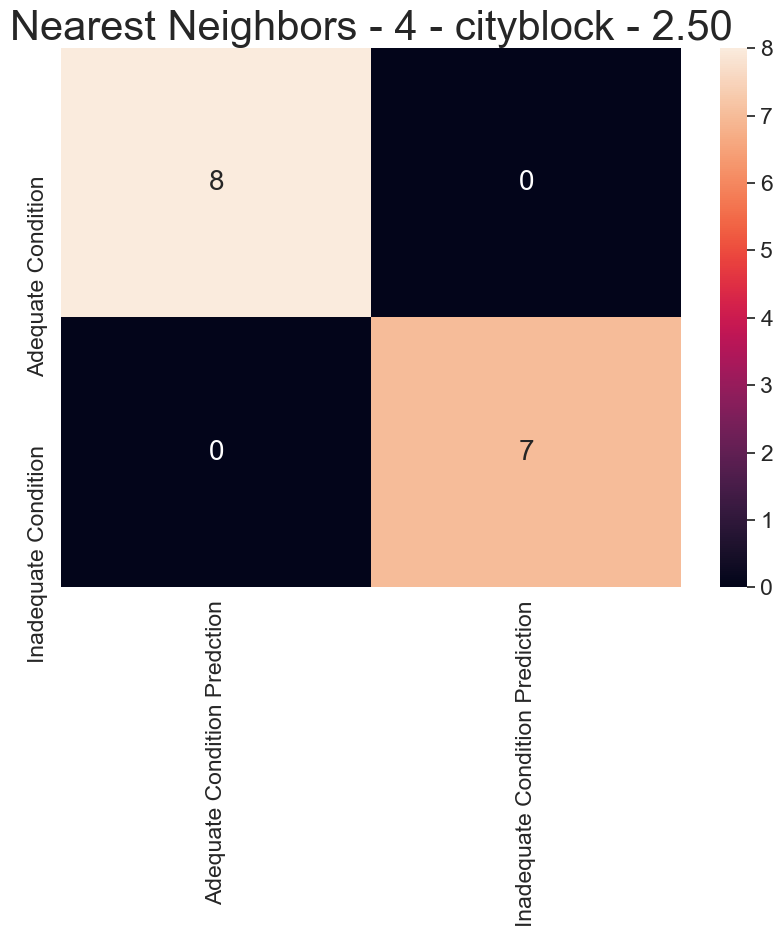 Nearest Neighbors - 4 - cityblock - 2.50
Adequate Condition
8
0
Inadequate Condition
0
7
Adequate Condition Predction
Inadequate Condition Prediction
8
7
6
5
4
3
2
1
0